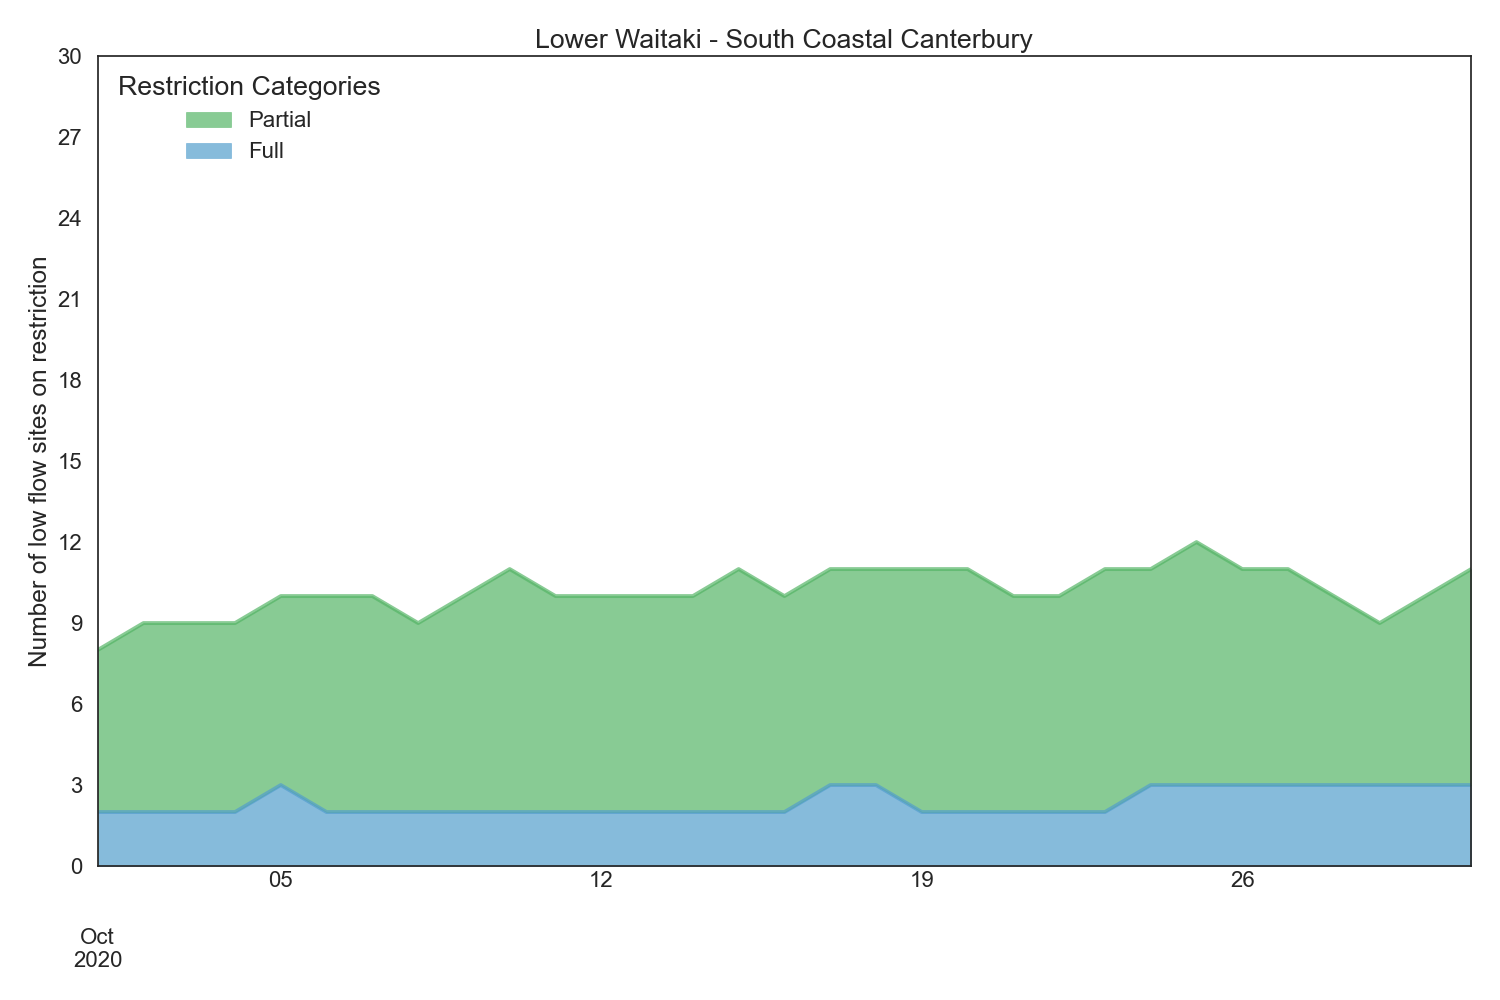 Lower Waitaki - South Coastal Canterbury
Restriction Categories
Partial
Full
Number of low flow sites on restriction
30
27
24
21
18
15
12
9
6
3
0
05
12
19
26
Oct
2020